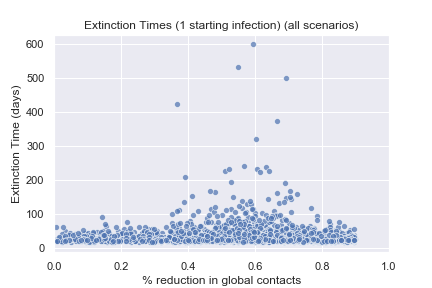 Extinction Times (1 starting infection) (all scenarios)
Extinction Time (days)
600
500
400
300
200
100
0
0.0 0.2 0.4 0.6 0.8 1.0
% reduction in global contacts